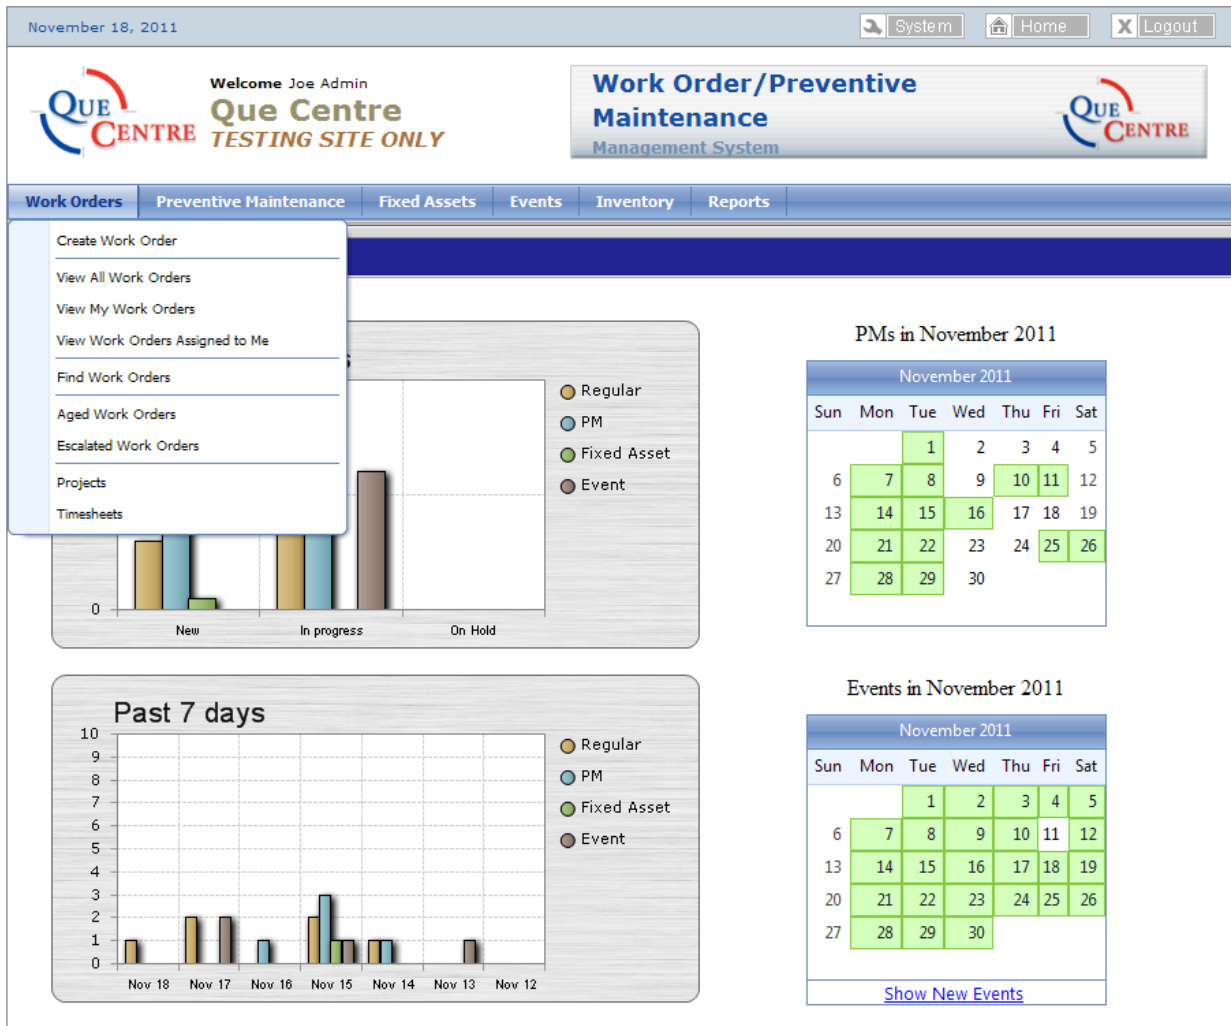 November 18, 2011
System
Home
X Logout
QUE CENTRE
Welcome Joe Admin
Que Centre
TESTING SITE ONLY
Work Order/Preventive
Maintenance
Management System
QUE CENTRE
Work Orders Preventive Maintenance Fixed Assets Events Inventory Reports
Create Work Order
View All Work Orders
View My Work Orders
View Work Orders Assigned to Me
Find Work Orders
Aged Work Orders
Escalated Work Orders
Projects
Timesheets
Regular
PM
Fixed Asset
Event
0
New In progress On Hold
PMs in November 2011
November 2011
Sun Mon Tue Wed Thu Fri Sat
1 2 3 4 5
6 7 8 9 10 11 12
13 14 15 16 17 18 19
20 21 22 23 24 25 26
27 28 29 30
Past 7 days
10
9
8
7
6
5
4
3
2
1
0
Nov 18 Nov 17 Nov 16 Nov 15 Nov 14 Nov 13 Nov 12
Regular
PM
Fixed Asset
Event
Events in November 2011
November 2011
Sun Mon Tue Wed Thu Fri Sat
1 2 3 4 5
6 7 8 9 10 11 12
13 14 15 16 17 18 19
20 21 22 23 24 25 26
27 28 29 30
Show New Events